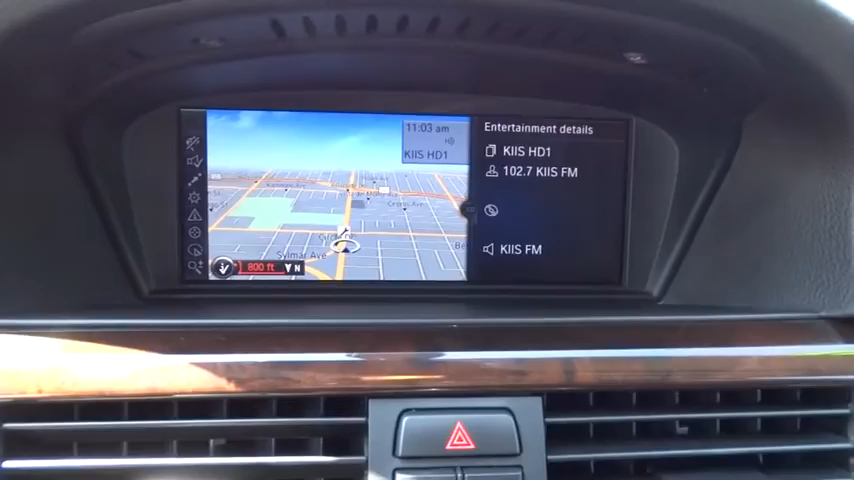 11:03 am
HD)
KIIS HD1
Entertainment details
KIIS HD1
102.7 KIIS FM
KIIS FM
Sylmar Ave
800 ft
N